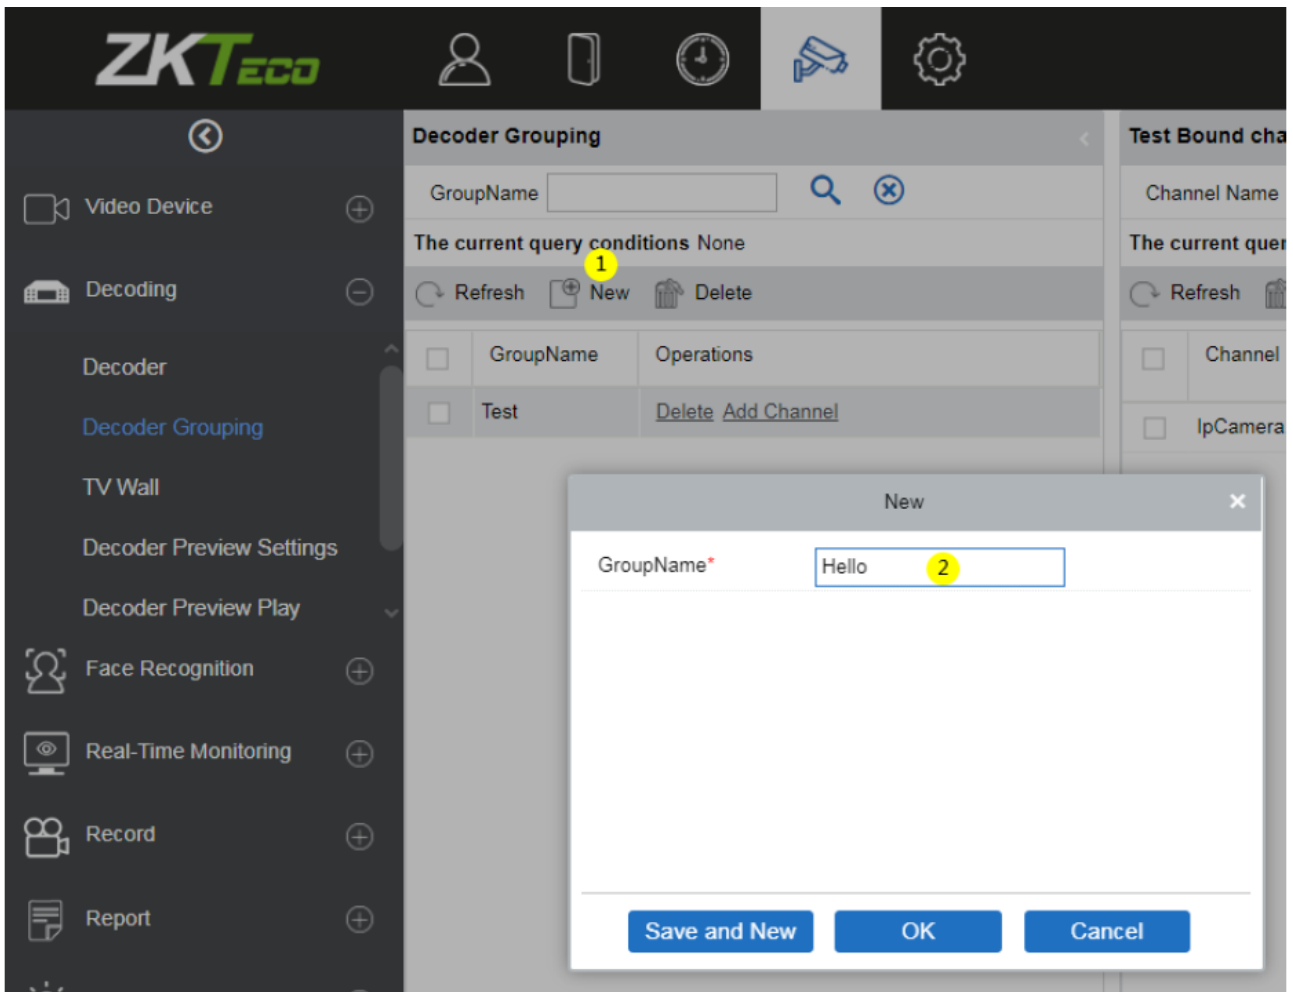 ZKTeco
Decoder Grouping
Test Bound cha
GroupName
Channel Name
The current query conditions None
The current quer
1
Refresh New Delete
Refresh
GroupName Operations
Channel
Test Delete Add Channel
IpCamera
Video Device
Decoding
Decoder
Decoder Grouping
TV Wall
Decoder Preview Settings
Decoder Preview Play
Face Recognition
Real-Time Monitoring
Record
Report
New
GroupName* Hello 2
Save and New OK Cancel